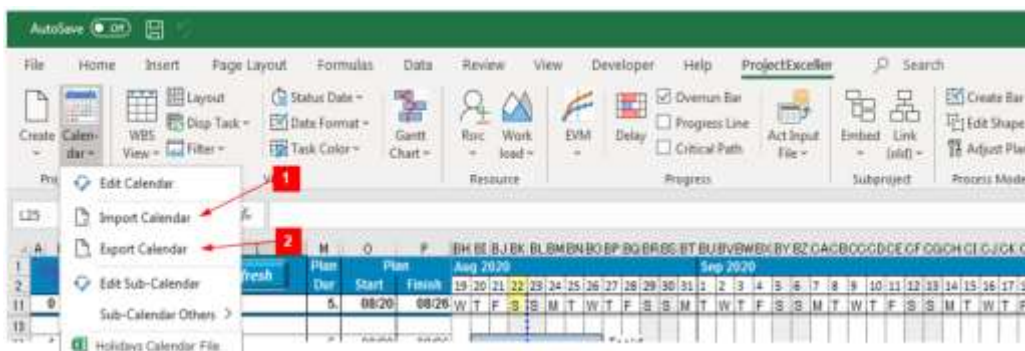 AutoSave Off
File Home Insert Page Layout Formulas Data Review View Developer Help ProjectExceller Search
Layout Status Date Overrun Bar Create Bar
Disp Task Date Format Progress Line Edit Shape
Create Calen-dar WBS View Filter Task Color Gantt Chart Rsrc Work load EVM Delay Critical Path Act Input File Embed Link (old) Adjust Plan
Resource Progress Subproject Process Mode
Edit Calendar
1
L25 Import Calendar fx
2
Export Calendar
M O P
Plan Plan Aug 2020 Sep 2020
Edit Sub-Calendar
fresh Dur Start Finish 19 20 21 22 23 24 25 26 27 28 29 30 31 1 2 3 4 5 6 7 8 9 10 11 12 13 14 15 16 17
11 0 5. 08/20 08/26 W T F S S M T W T F S S M T W T F S S M T W T F S S M T W T
Sub-Calendar Others >
13
Holidays Calendar File